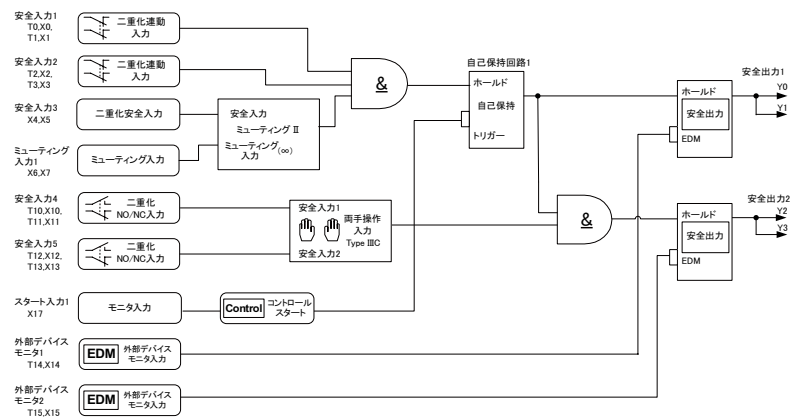 安全入力1
T0,X0,
T1,X1
二重化連動
入力
安全入力2
T2,X2,
T3,X3
二重化連動
入力
安全入力3
X4,X5
二重化安全入力
ミューティング
入力1
X6,X7
ミューティング入力
安全入力
ミューティング II
ミューティング
入力 (∞)
&
自己保持回路1
ホールド
自己保持
トリガー
安全入力4
T10,X10,
T11,X11
二重化
NO/NC入力
安全入力5
T12,X12,
T13,X13
二重化
NO/NC入力
安全入力1
両手操作
入力
Type IIIC
安全入力2
&
スタート入力1
X17
モニタ入力
Control
コントロール
スタート
外部デバイス
モニタ1
T14,X14
EDM
外部デバイス
モニタ入力
外部デバイス
モニタ2
T15,X15
EDM
外部デバイス
モニタ入力
安全出力1
ホールド
安全出力
EDM
Y0
Y1
安全出力2
ホールド
安全出力
EDM
Y2
Y3